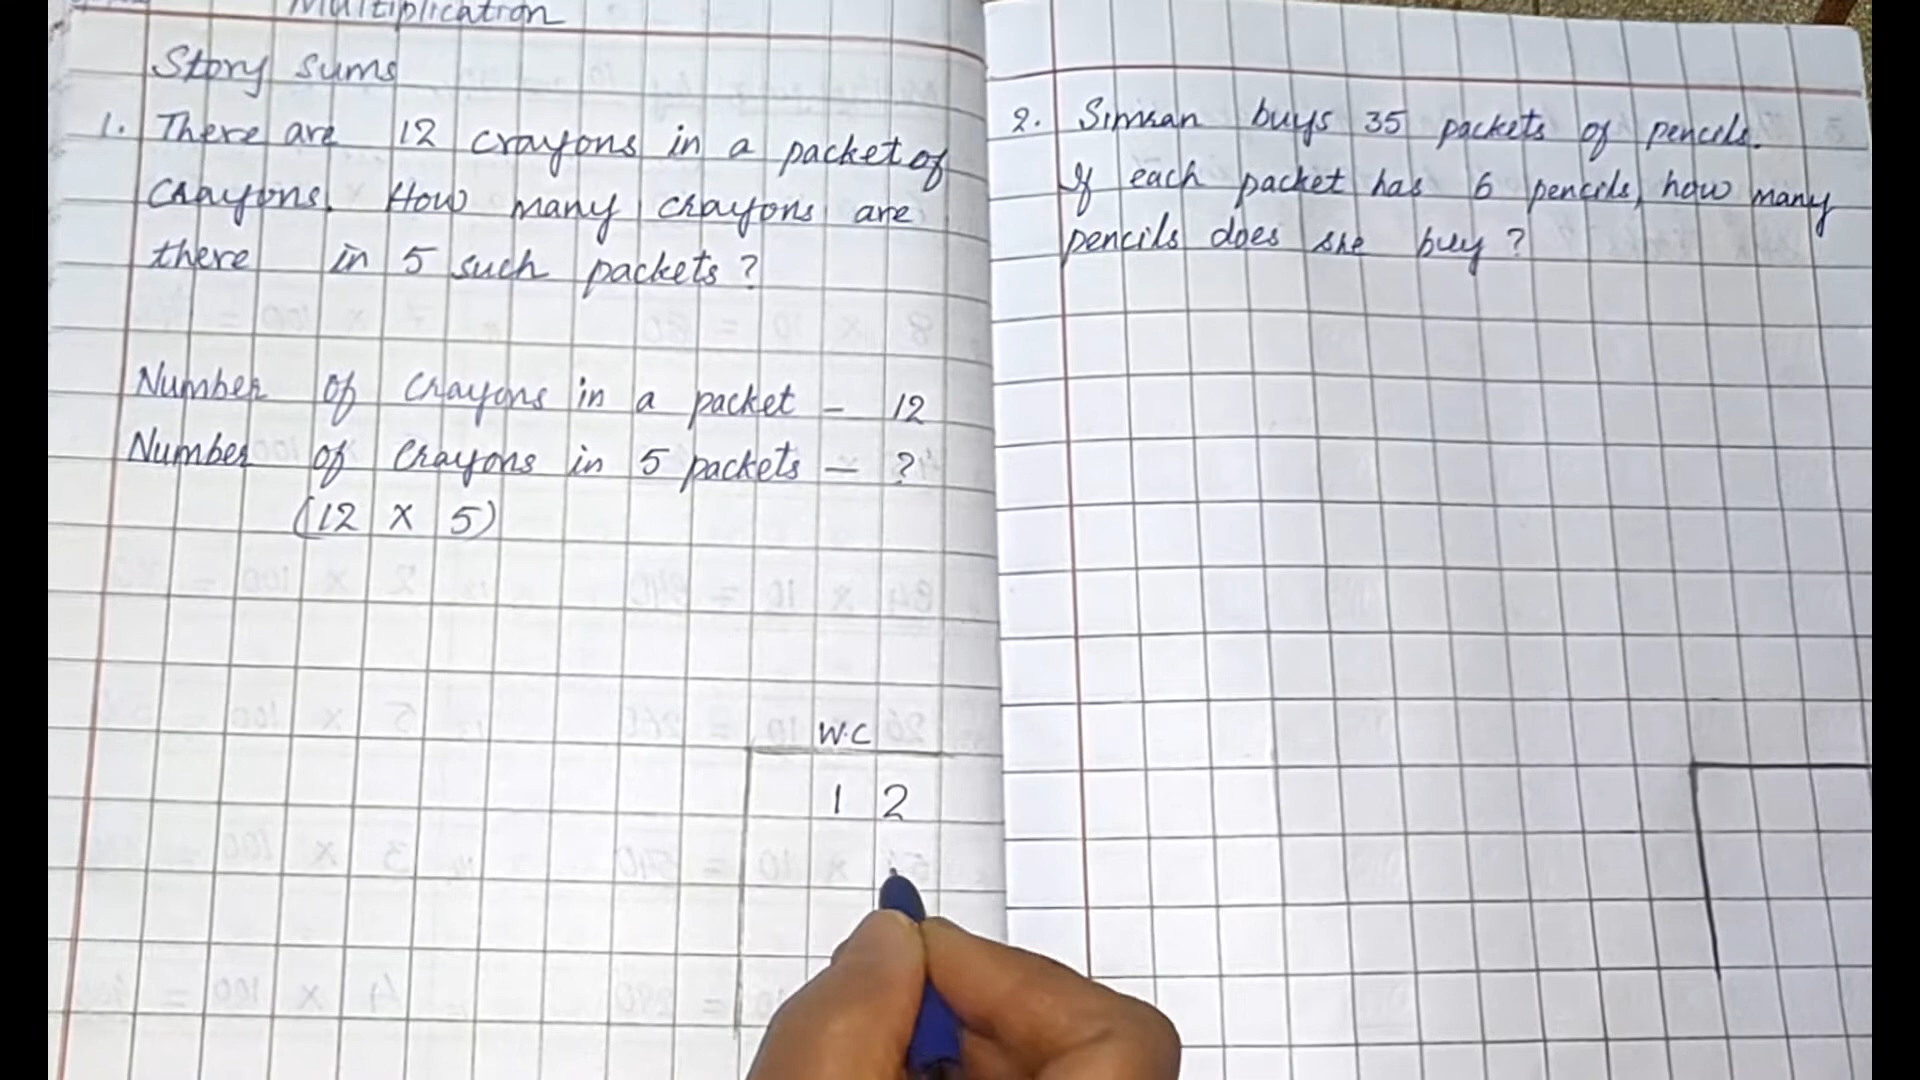 Multiplication
Story sums
1. There are 12 crayons in a packet of
crayons. How many crayons are
there in 5 such packets?
Number of crayons in a packet - 12
Number of Crayons in 5 packets - ?
(12 X 5)
W.C
1 2
2. Simran buys 35 packets of pencils.
If each packet has 6 pencils, how many
pencils does she buy?